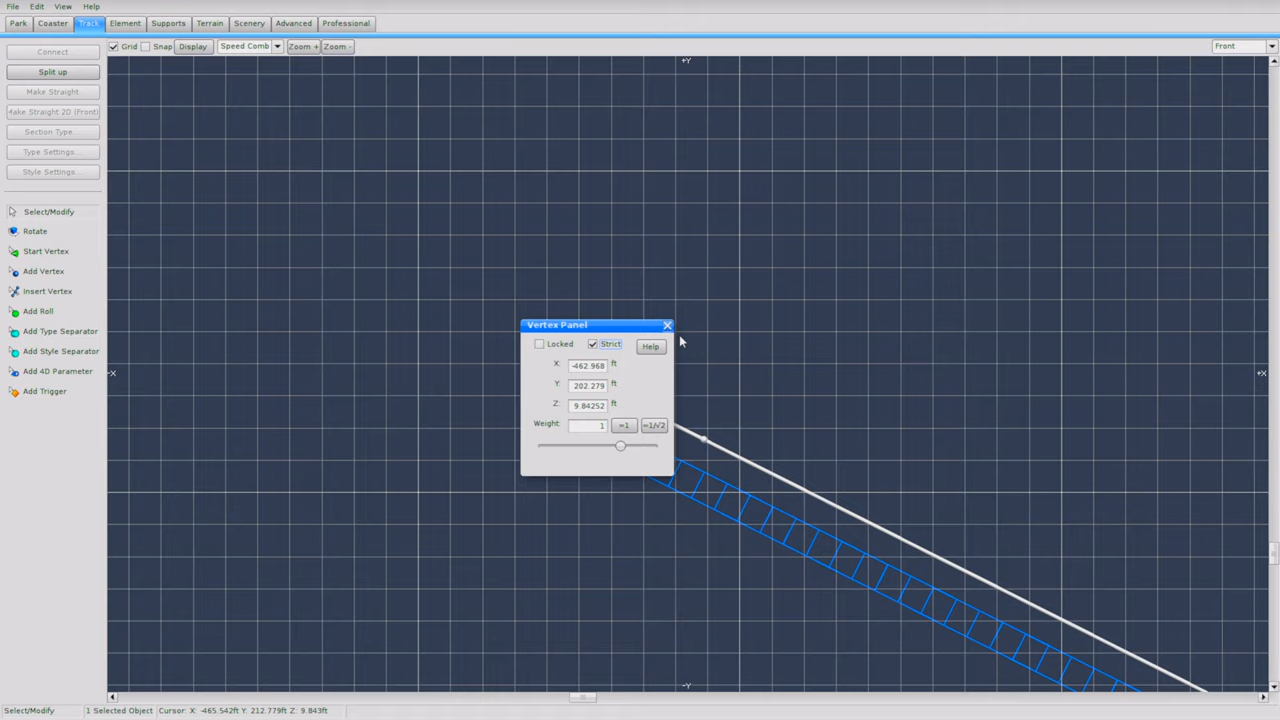 File Edit View Help
Park Coaster Track Element Supports Terrain Scenery Advanced Professional
Connect
Split up
Make Straight
Make Straight 2D (Front)
Section Type...
Type Settings...
Style Settings...
Select/Modify
Rotate
Start Vertex
Add Vertex
Insert Vertex
Add Roll
Add Type Separator
Add Style Separator
Add 4D Parameter
Add Trigger
Grid Snap Display Speed Comb Zoom + Zoom - Front
+Y
-X
+X
-Y
Vertex Panel
Locked Strict Help
X: -462.968 ft
Y: 202.279 ft
Z: 9.84252 ft
Weight: 1 =1 =1/√2
Select/Modify 1 Selected Object Cursor: X: -465.542ft Y: 212.779ft Z: 9.843ft